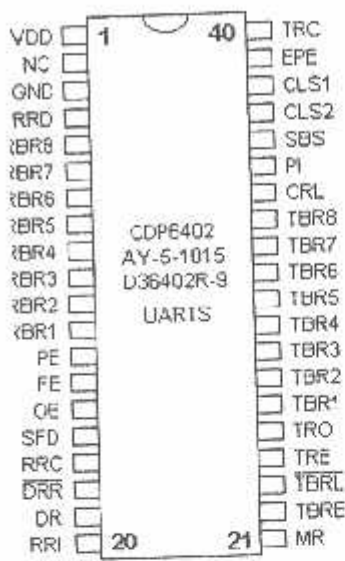 VDD
NC
GND
RRD
RBR8
RBR7
RBR6
RBR5
RBR4
RBR3
RBR2
RBR1
PE
FE
OE
SFD
RRC
DRR
DR
RRI
1
40
CDP6402
AY-5-1015
D36402R-9
UARTS
20
21
TRC
EPE
CLS1
CLS2
SBS
PI
CRL
TBR8
TBR7
TBR6
TBR5
TBR4
TBR3
TBR2
TBR1
TRO
TRE
TBRL
TBRE
MR